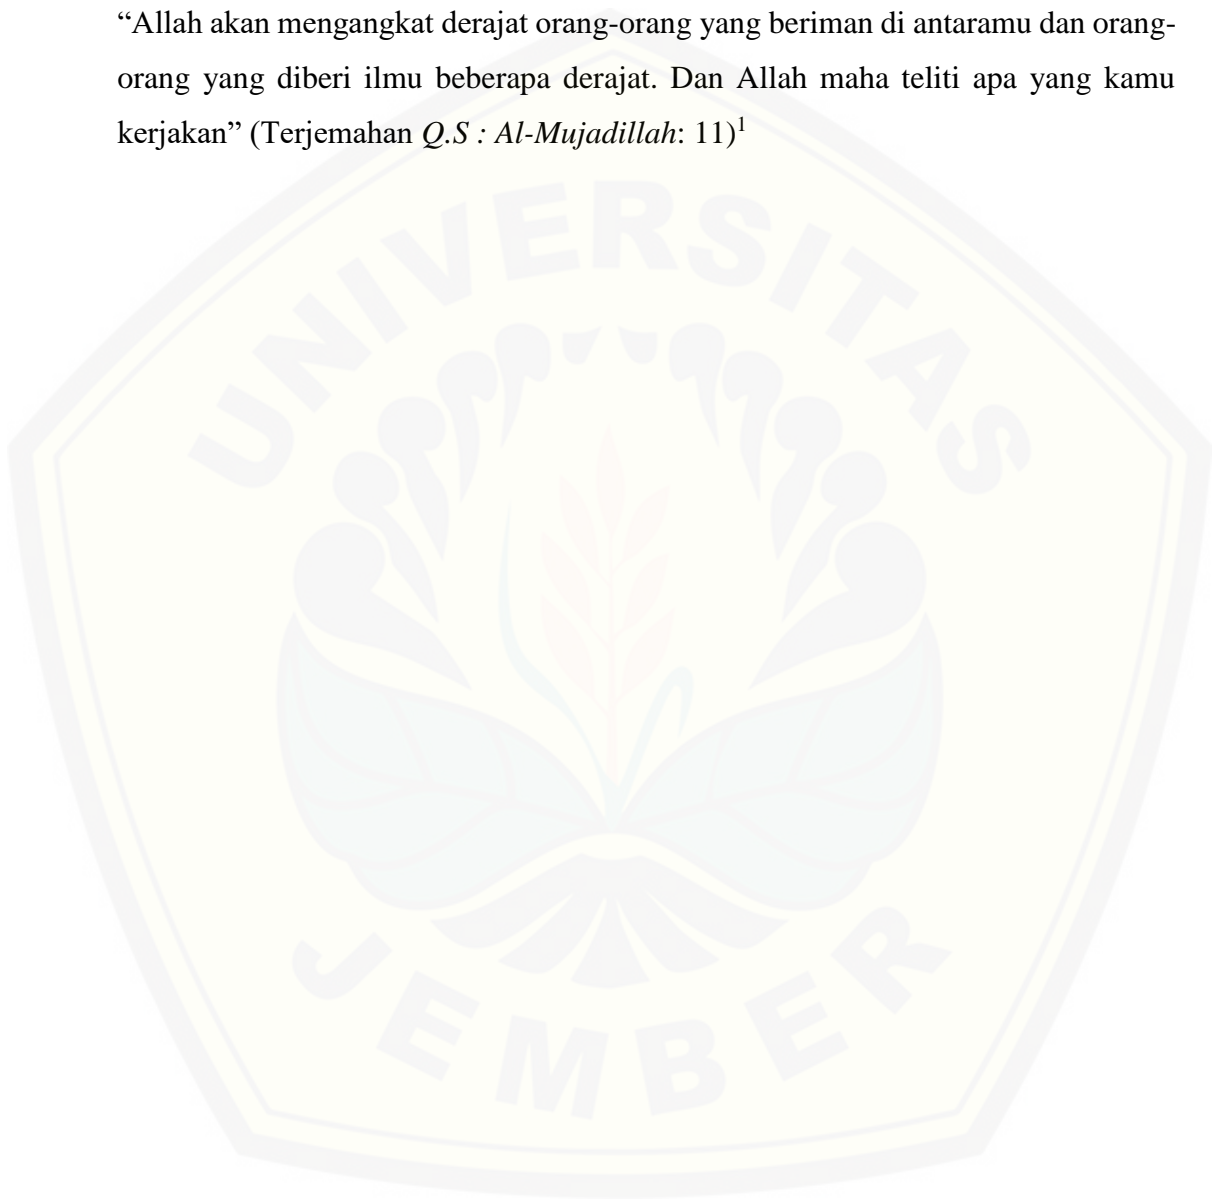 “Allah akan mengangkat derajat orang-orang yang beriman di antaramu dan orang-
orang yang diberi ilmu beberapa derajat. Dan Allah maha teliti apa yang kamu
kerjakan” (Terjemahan Q.S : Al-Mujadillah: 11)¹
UNIVERSITAS
JEMBER